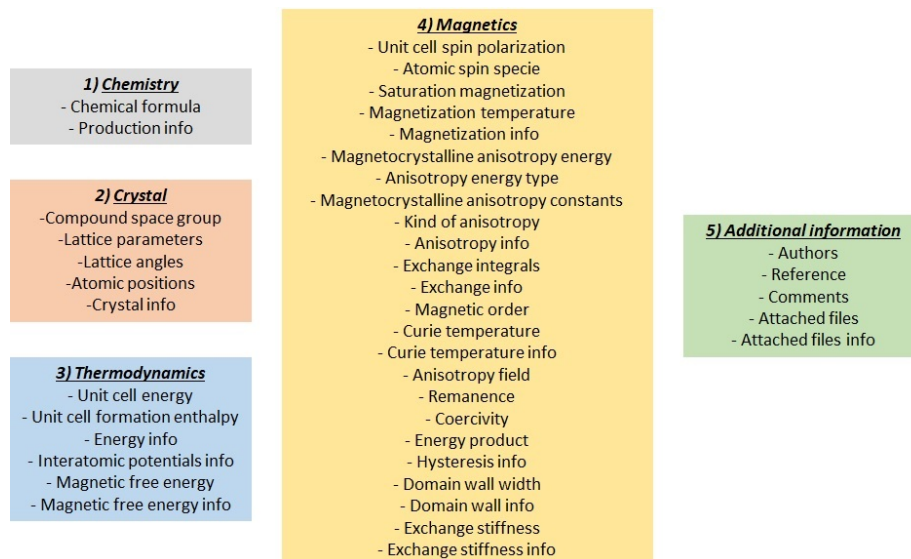 1) Chemistry
- Chemical formula
- Production info
2) Crystal
-Compound space group
-Lattice parameters
-Lattice angles
-Atomic positions
-Crystal info
3) Thermodynamics
- Unit cell energy
- Unit cell formation enthalpy
- Energy info
- Interatomic potentials info
- Magnetic free energy
- Magnetic free energy info
4) Magnetics
- Unit cell spin polarization
- Atomic spin specie
- Saturation magnetization
- Magnetization temperature
- Magnetization info
- Magnetocrystalline anisotropy energy
- Anisotropy energy type
- Magnetocrystalline anisotropy constants
- Kind of anisotropy
- Anisotropy info
- Exchange integrals
- Exchange info
- Magnetic order
- Curie temperature
- Curie temperature info
- Anisotropy field
- Remanence
- Coercivity
- Energy product
- Hysteresis info
- Domain wall width
- Domain wall info
- Exchange stiffness
- Exchange stiffness info
5) Additional information
- Authors
- Reference
- Comments
- Attached files
- Attached files info